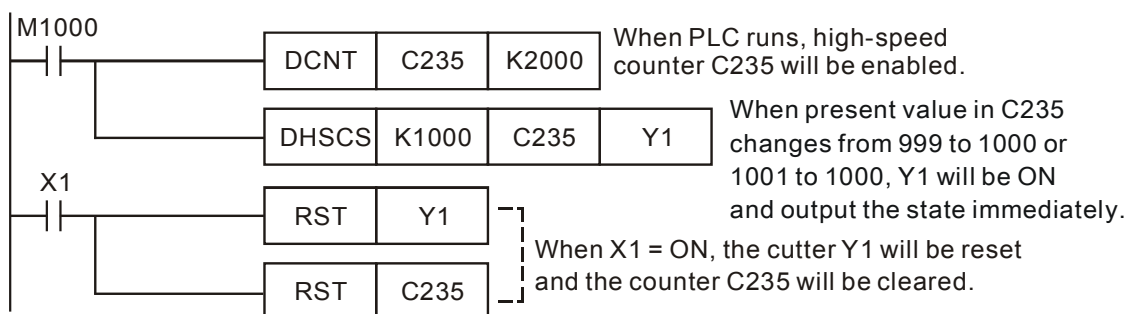 M1000
DCNT C235 K2000
When PLC runs, high-speed
counter C235 will be enabled.
DHSCS K1000 C235 Y1
When present value in C235
changes from 999 to 1000 or
1001 to 1000, Y1 will be ON
and output the state immediately.
X1
RST Y1
RST C235
When X1 = ON, the cutter Y1 will be reset
and the counter C235 will be cleared.